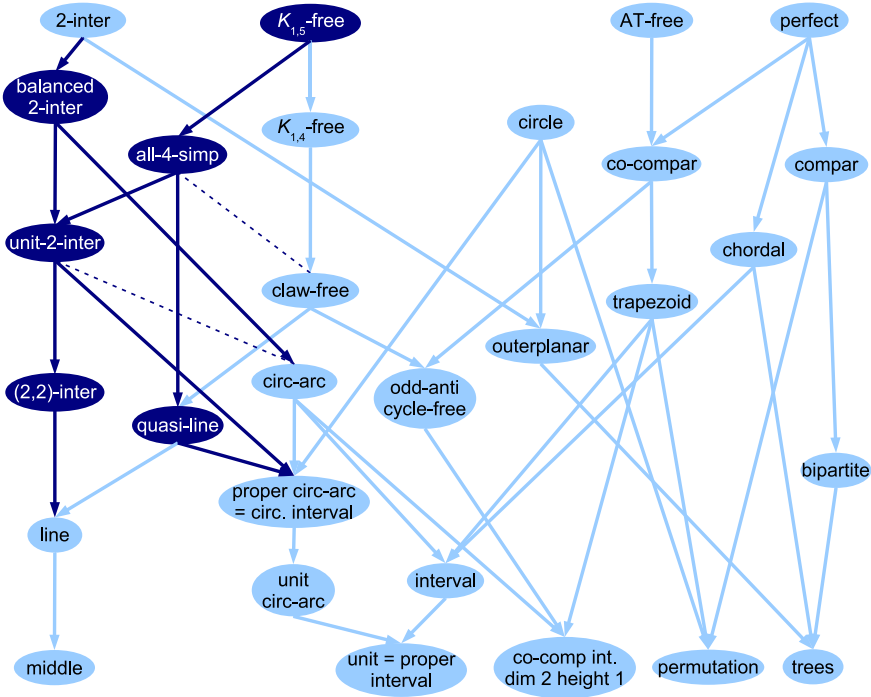 2-inter
K1,5-free
AT-free
perfect
balanced
2-inter
K1,4-free
circle
all-4-simp
co-compar
compar
unit-2-inter
chordal
claw-free
trapezoid
outerplanar
circ-arc
(2,2)-inter
odd-anti
cycle-free
quasi-line
bipartite
proper circ-arc
= circ. interval
line
unit
circ-arc
interval
middle
unit = proper
interval
co-comp int.
dim 2 height 1
permutation
trees